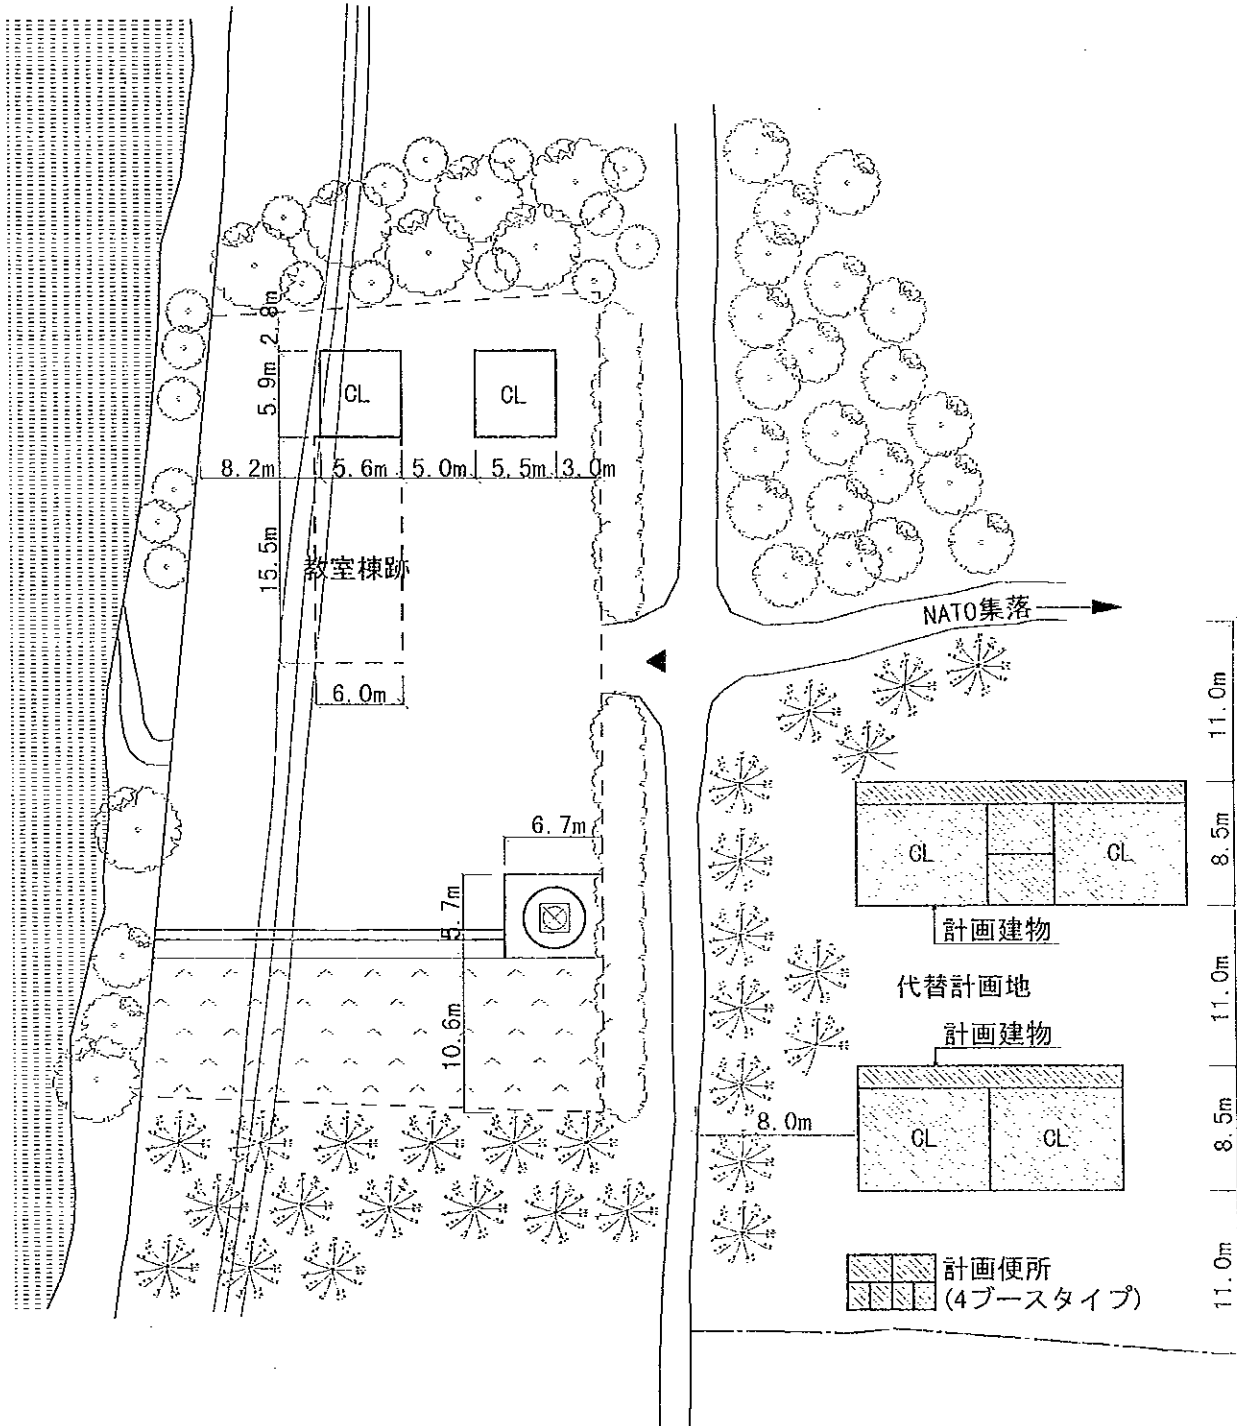 2.8m
5.9m
CL
CL
8.2m
5.6m
5.0m
5.5m
3.0m
15.5m
教室棟跡
6.0m
NATO集落
11.0m
6.7m
5.7m
10.6m
CL
CL
8.5m
計画建物
代替計画地
11.0m
計画建物
8.0m
CL
CL
8.5m
計画便所
(4ブースタイプ)
11.0m